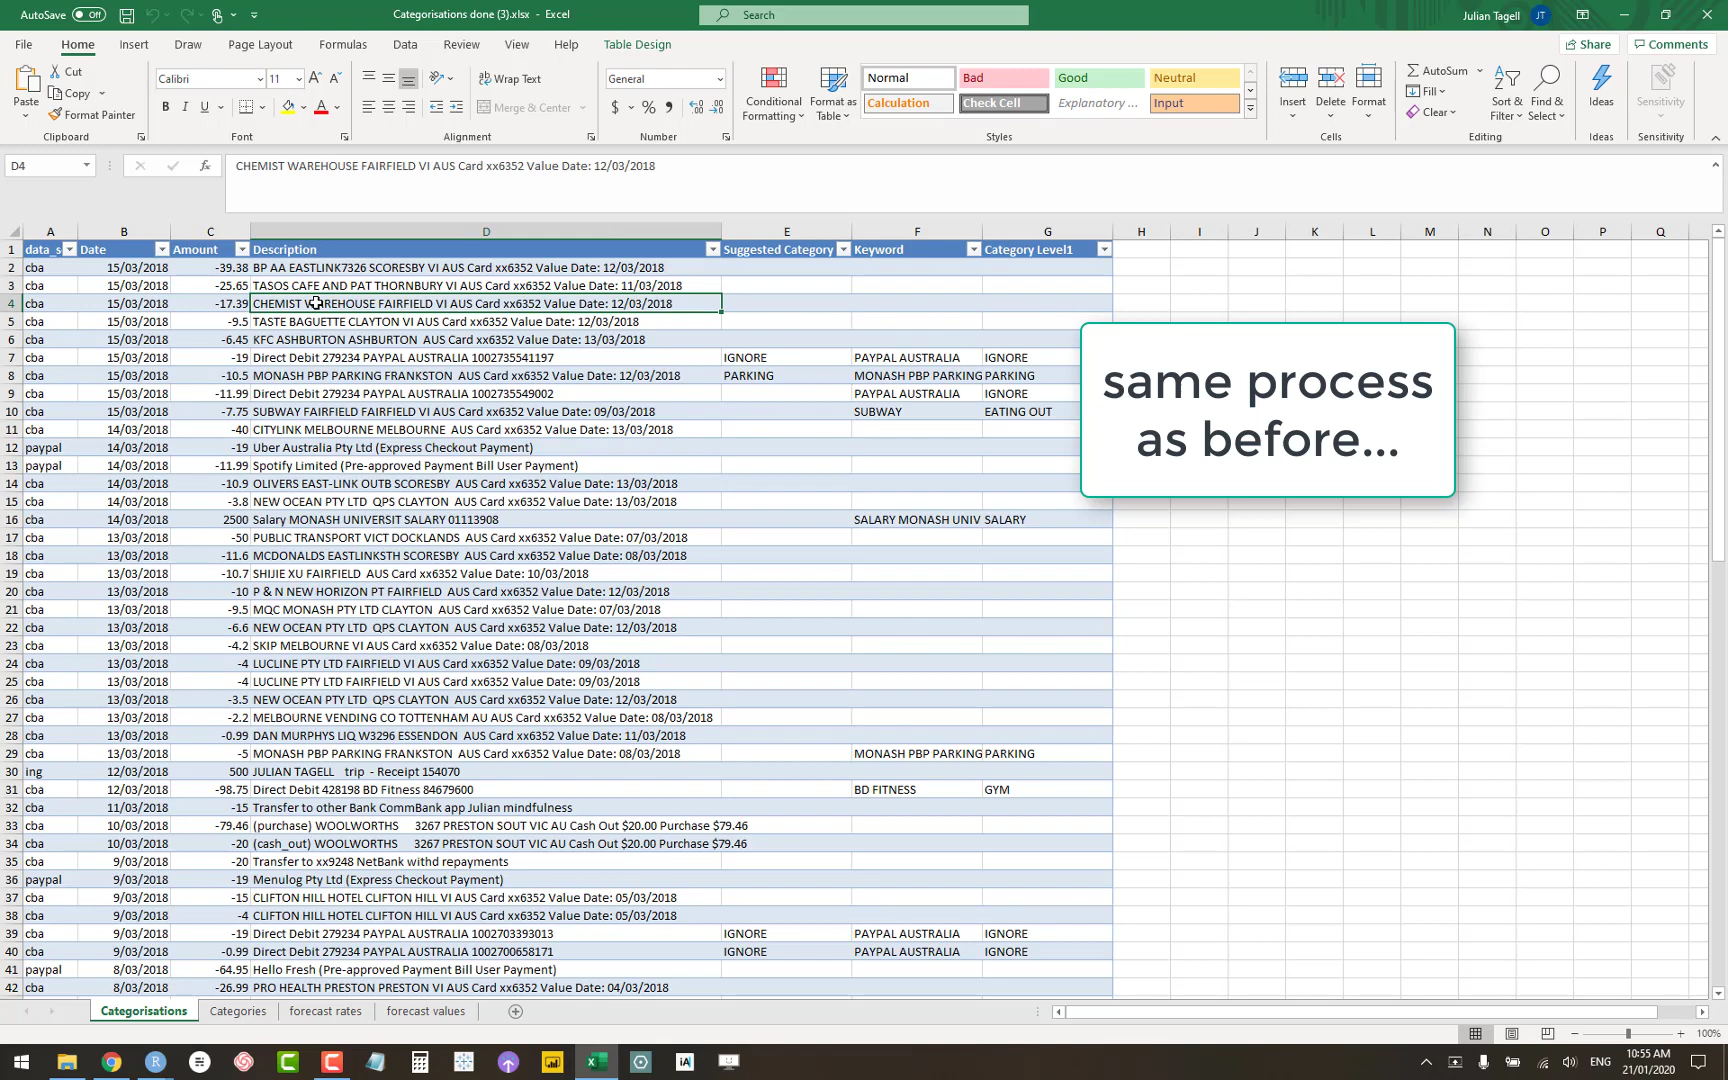 AutoSave Off
Categorisations done (3).xlsx - Excel
Search
Julian Tagell JT
File Home Insert Draw Page Layout Formulas Data Review View Help Table Design
Share Comments
Paste Cut Copy Format Painter
Calibri 11
Wrap Text
Merge & Center
General
Conditional Formatting
Format as Table
Normal Bad Good Neutral
Calculation Check Cell Explanatory ... Input
Insert Delete Format
AutoSum Fill Clear
Sort & Filter
Find & Select
Ideas
Sensitivity
Clipboard Font Alignment Number Styles Cells Editing Ideas Sensitivity
D4 fx CHEMIST WAREHOUSE FAIRFIELD VI AUS Card xx6352 Value Date: 12/03/2018
A B C D E F G H I J K L M N O P Q
1 data_s Date Amount Description Suggested Category Keyword Category Level1
2 cba 15/03/2018 -39.38 BP AA EASTLINK7326 SCORESBY VI AUS Card xx6352 Value Date: 12/03/2018
3 cba 15/03/2018 -25.65 TASOS CAFE AND PAT THORNBURY VI AUS Card xx6352 Value Date: 11/03/2018
4 cba 15/03/2018 -17.39 CHEMIST WAREHOUSE FAIRFIELD VI AUS Card xx6352 Value Date: 12/03/2018
5 cba 15/03/2018 -9.5 TASTE BAGUETTE CLAYTON VI AUS Card xx6352 Value Date: 12/03/2018
6 cba 15/03/2018 -6.45 KFC ASHBURTON ASHBURTON AUS Card xx6352 Value Date: 13/03/2018
7 cba 15/03/2018 -19 Direct Debit 279234 PAYPAL AUSTRALIA 1002735541197 IGNORE PAYPAL AUSTRALIA IGNORE
8 cba 15/03/2018 -10.5 MONASH PBP PARKING FRANKSTON AUS Card xx6352 Value Date: 12/03/2018 PARKING MONASH PBP PARKING PARKING
9 cba 15/03/2018 -11.99 Direct Debit 279234 PAYPAL AUSTRALIA 1002735549002 PAYPAL AUSTRALIA IGNORE
10 cba 15/03/2018 -7.75 SUBWAY FAIRFIELD FAIRFIELD VI AUS Card xx6352 Value Date: 09/03/2018 SUBWAY EATING OUT
11 cba 14/03/2018 -40 CITYLINK MELBOURNE MELBOURNE AUS Card xx6352 Value Date: 13/03/2018
12 paypal 14/03/2018 -19 Uber Australia Pty Ltd (Express Checkout Payment)
13 paypal 14/03/2018 -11.99 Spotify Limited (Pre-approved Payment Bill User Payment)
14 cba 14/03/2018 -10.9 OLIVERS EAST-LINK OUTB SCORESBY AUS Card xx6352 Value Date: 13/03/2018
15 cba 14/03/2018 -3.8 NEW OCEAN PTY LTD QPS CLAYTON AUS Card xx6352 Value Date: 13/03/2018
16 cba 14/03/2018 2500 Salary MONASH UNIVERSIT SALARY 01113908 SALARY MONASH UNIV SALARY
17 cba 13/03/2018 -50 PUBLIC TRANSPORT VICT DOCKLANDS AUS Card xx6352 Value Date: 07/03/2018
18 cba 13/03/2018 -11.6 MCDONALDS EASTLINKSTH SCORESBY AUS Card xx6352 Value Date: 08/03/2018
19 cba 13/03/2018 -10.7 SHIJIE XU FAIRFIELD AUS Card xx6352 Value Date: 10/03/2018
20 cba 13/03/2018 -10 P & N NEW HORIZON PT FAIRFIELD AUS Card xx6352 Value Date: 12/03/2018
21 cba 13/03/2018 -9.5 MQC MONASH PTY LTD CLAYTON AUS Card xx6352 Value Date: 07/03/2018
22 cba 13/03/2018 -6.6 NEW OCEAN PTY LTD QPS CLAYTON AUS Card xx6352 Value Date: 12/03/2018
23 cba 13/03/2018 -4.2 SKIP MELBOURNE VI AUS Card xx6352 Value Date: 08/03/2018
24 cba 13/03/2018 -4 LUCLINE PTY LTD FAIRFIELD VI AUS Card xx6352 Value Date: 09/03/2018
25 cba 13/03/2018 -4 LUCLINE PTY LTD FAIRFIELD VI AUS Card xx6352 Value Date: 09/03/2018
26 cba 13/03/2018 -3.5 NEW OCEAN PTY LTD QPS CLAYTON AUS Card xx6352 Value Date: 12/03/2018
27 cba 13/03/2018 -2.2 MELBOURNE VENDING CO TOTTENHAM AU AUS Card xx6352 Value Date: 08/03/2018
28 cba 13/03/2018 -0.99 DAN MURPHYS LIQ W3296 ESSENDON AUS Card xx6352 Value Date: 11/03/2018
29 cba 13/03/2018 -5 MONASH PBP PARKING FRANKSTON AUS Card xx6352 Value Date: 08/03/2018 MONASH PBP PARKING PARKING
30 ing 12/03/2018 500 JULIAN TAGELL trip - Receipt 154070
31 cba 12/03/2018 -98.75 Direct Debit 428198 BD Fitness 84679600 BD FITNESS GYM
32 cba 11/03/2018 -15 Transfer to other Bank CommBank app Julian mindfulness
33 cba 10/03/2018 -79.46 (purchase) WOOLWORTHS 3267 PRESTON SOUT VIC AU Cash Out $20.00 Purchase $79.46
34 cba 10/03/2018 -20 (cash_out) WOOLWORTHS 3267 PRESTON SOUT VIC AU Cash Out $20.00 Purchase $79.46
35 cba 9/03/2018 -20 Transfer to xx9248 NetBank withd repayments
36 paypal 9/03/2018 -19 Menulog Pty Ltd (Express Checkout Payment)
37 cba 9/03/2018 -15 CLIFTON HILL HOTEL CLIFTON HILL VI AUS Card xx6352 Value Date: 05/03/2018
38 cba 9/03/2018 -4 CLIFTON HILL HOTEL CLIFTON HILL VI AUS Card xx6352 Value Date: 05/03/2018
39 cba 9/03/2018 -19 Direct Debit 279234 PAYPAL AUSTRALIA 1002703393013 IGNORE PAYPAL AUSTRALIA IGNORE
40 cba 9/03/2018 -0.99 Direct Debit 279234 PAYPAL AUSTRALIA 1002700658171 IGNORE PAYPAL AUSTRALIA IGNORE
41 paypal 8/03/2018 -64.95 Hello Fresh (Pre-approved Payment Bill User Payment)
42 cba 8/03/2018 -26.99 PRO HEALTH PRESTON PRESTON VI AUS Card xx6352 Value Date: 04/03/2018
same process
as before...
Categorisations Categories forecast rates forecast values
100%
ENG
10:55 AM
21/01/2020